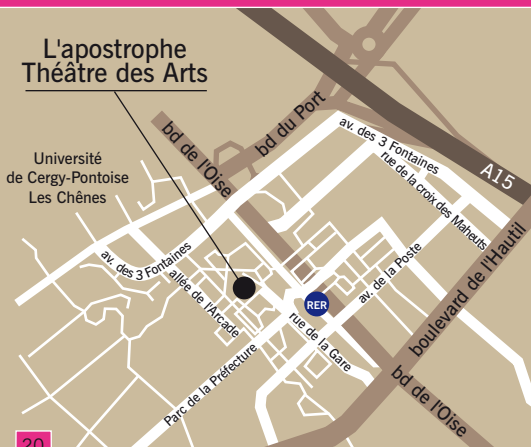 L'apostrophe
Théâtre des Arts
bd du Port
bd de l'Oise
av. des 3 Fontaines
rue de la croix des Maheuts
A15
Université
de Cergy-Pontoise
Les Chênes
av. des 3 Fontaines
allée de l'Arcade
RER
av. de la Poste
boulevard de l'Hautil
rue de la Gare
Parc de la Préfecture
bd de l'Oise
20